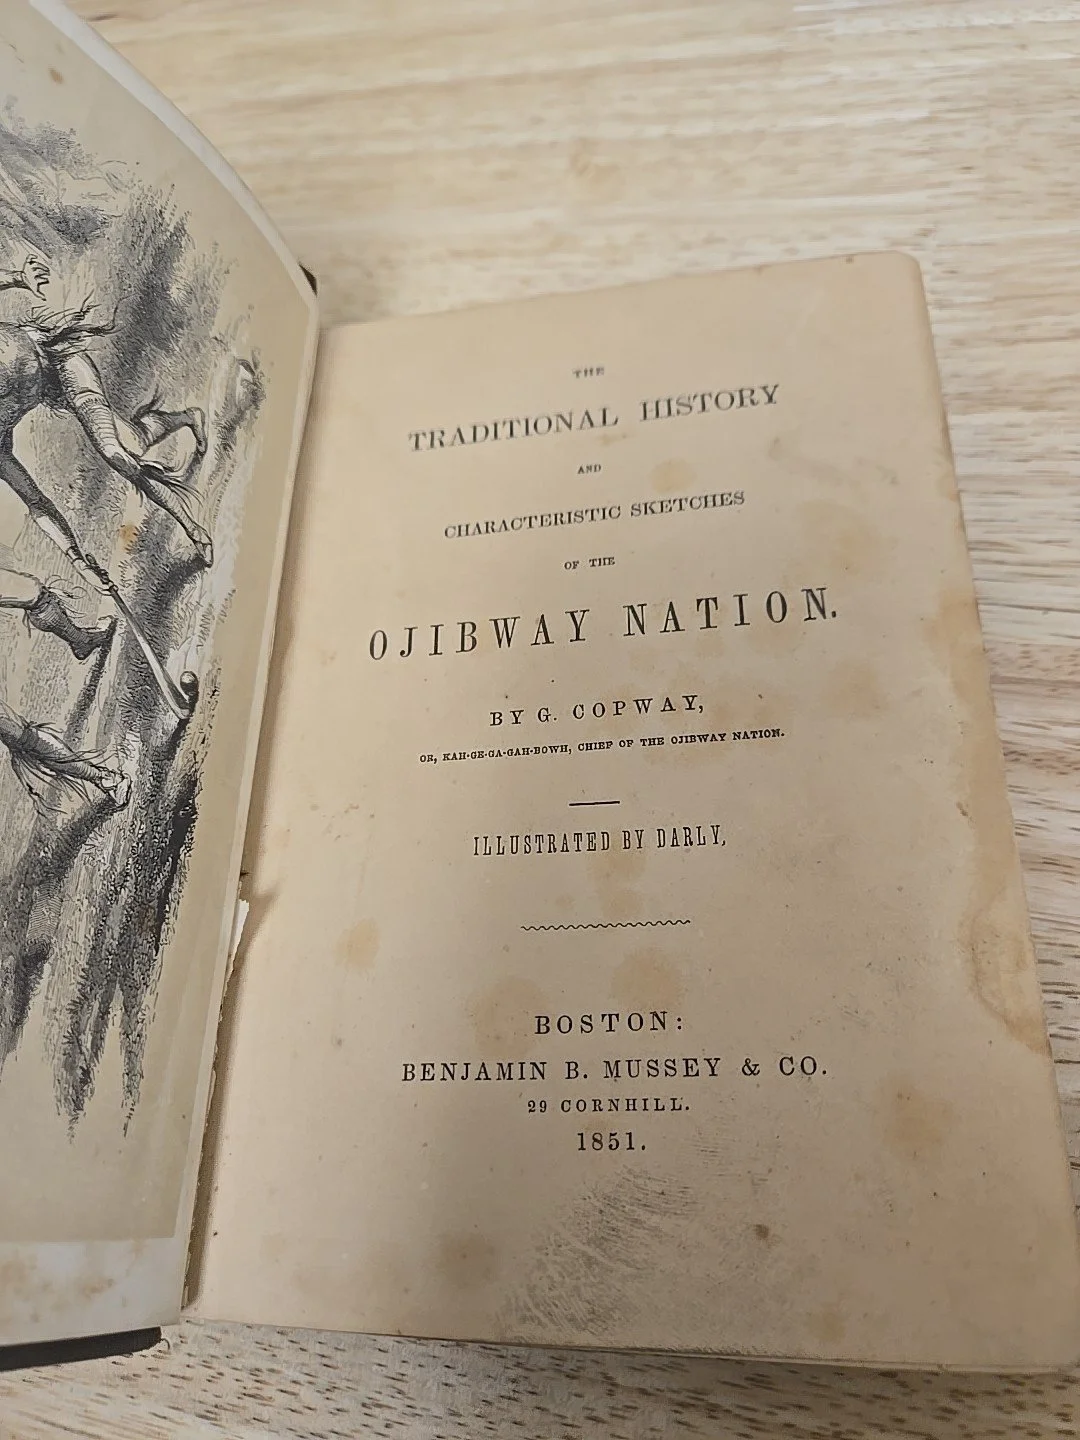 THE
TRADITIONAL HISTORY
AND
CHARACTERISTIC SKETCHES
OF THE
OJIBWAY NATION.
BY G. COPWAY,
OR, KAH-GE-GA-GAH-BOWH, CHIEF OF THE OJIBWAY NATION.
ILLUSTRATED BY DARLY,
BOSTON:
BENJAMIN B. MUSSEY & CO.
29 CORNHILL.
1851.